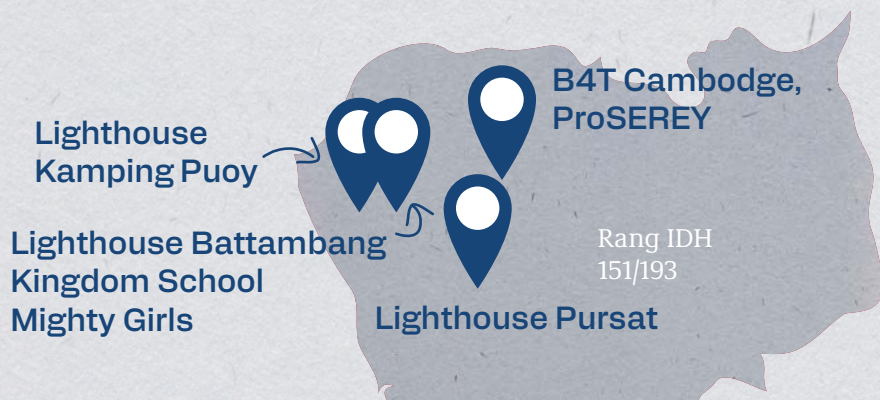 B4T Cambodge,
ProSEREY
Lighthouse
Kamping Puoy
Lighthouse Battambang
Kingdom School
Mighty Girls
Rang IDH
151/193
Lighthouse Pursat